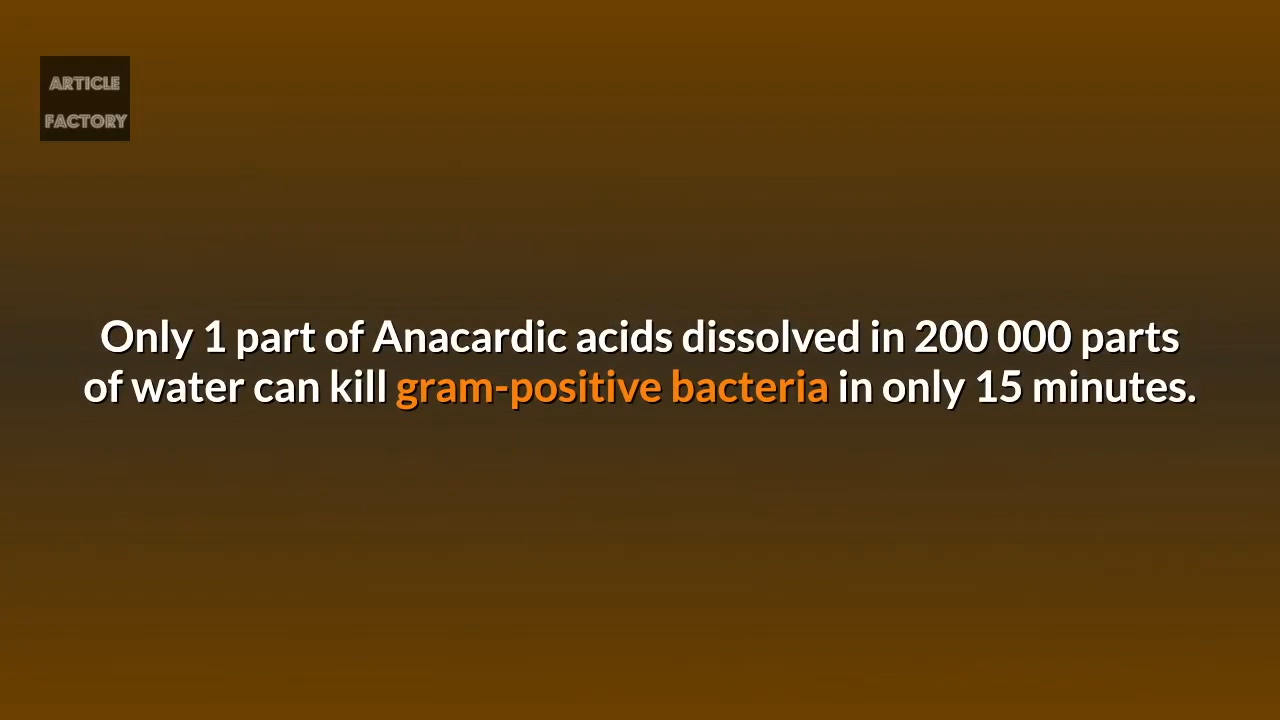 ARTICLE
FACTORY
Only 1 part of Anacardic acids dissolved in 200 000 parts
of water can kill gram-positive bacteria in only 15 minutes.